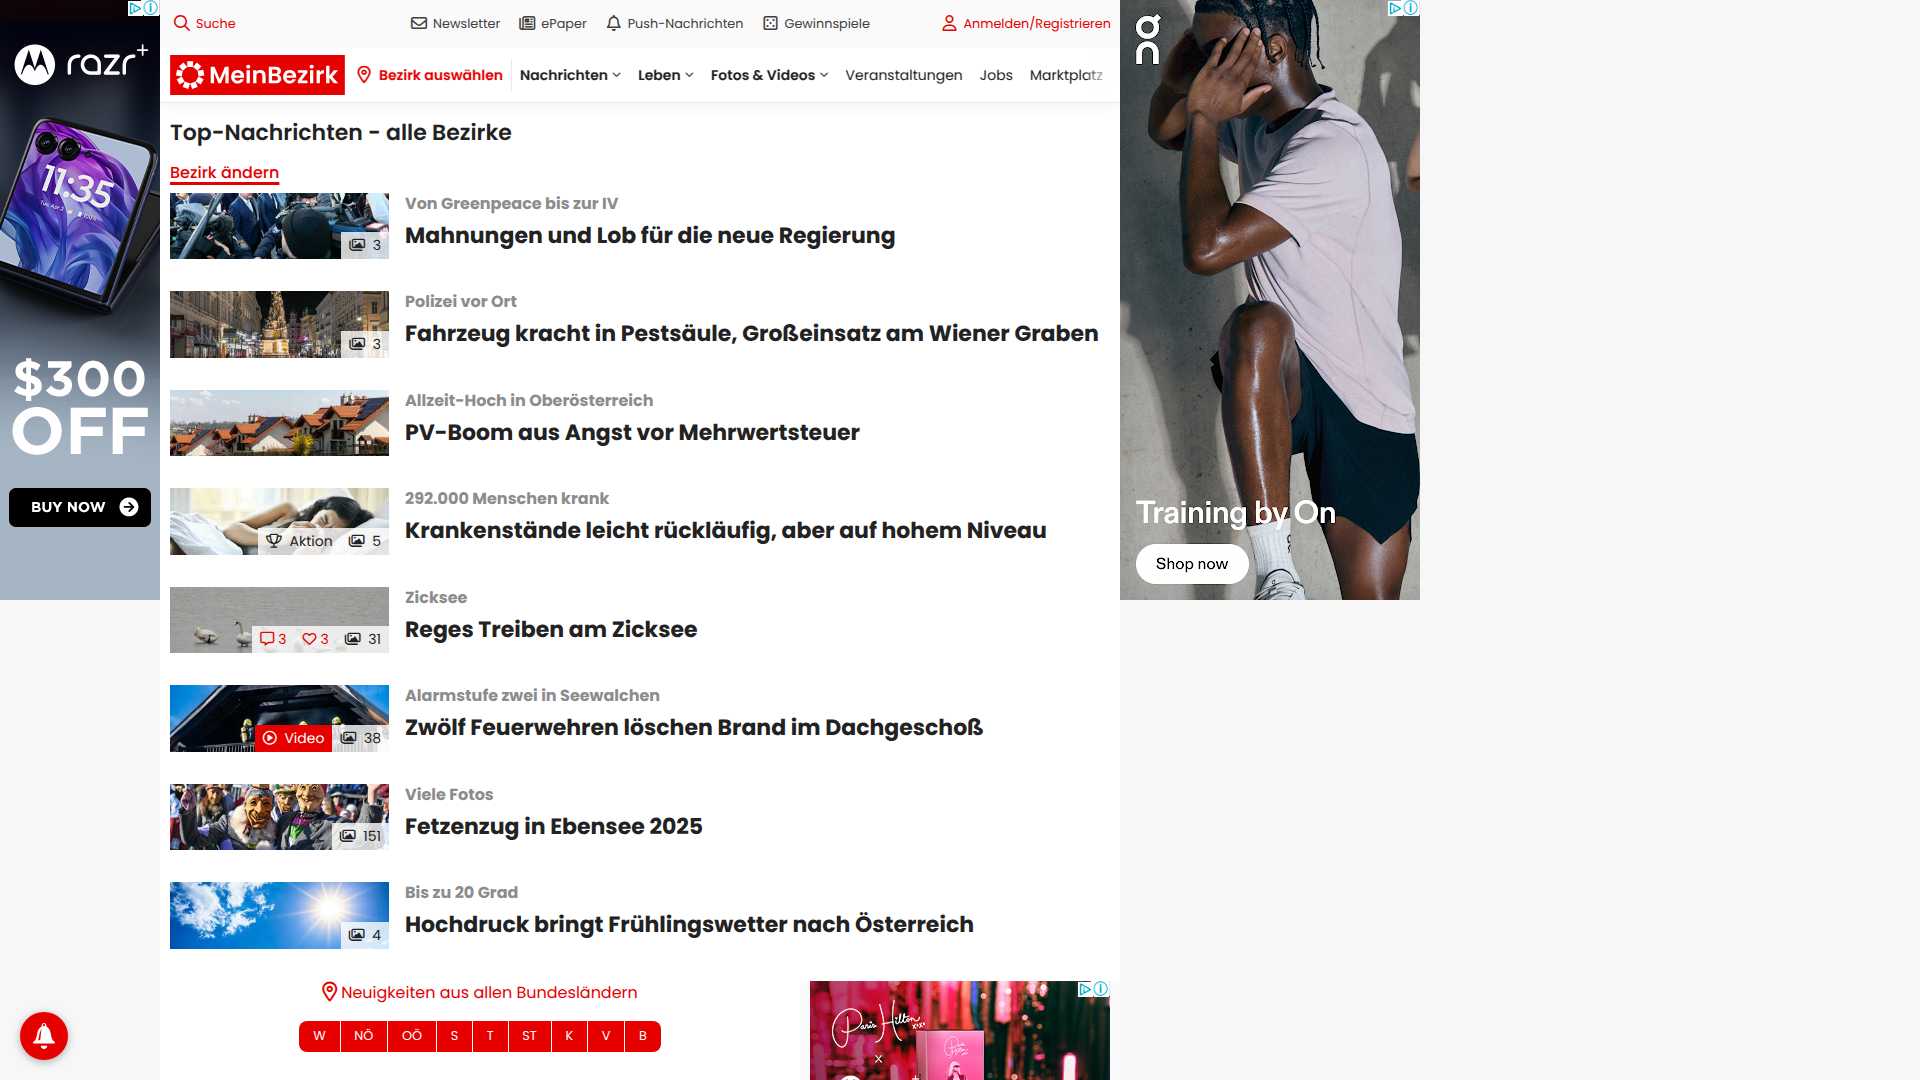 Suche
Newsletter
ePaper
Push-Nachrichten
Gewinnspiele
Anmelden/Registrieren
MeinBezirk
Bezirk auswählen
Nachrichten
Leben
Fotos & Videos
Veranstaltungen
Jobs
Marktplatz
razr+
11:35
$300
OFF
BUY NOW
Top-Nachrichten - alle Bezirke
Bezirk ändern
3
Von Greenpeace bis zur IV
Mahnungen und Lob für die neue Regierung
3
Polizei vor Ort
Fahrzeug kracht in Pestsäule, Großeinsatz am Wiener Graben
Allzeit-Hoch in Oberösterreich
PV-Boom aus Angst vor Mehrwertsteuer
Aktion 5
292.000 Menschen krank
Krankenstände leicht rückläufig, aber auf hohem Niveau
3 3 31
Zicksee
Reges Treiben am Zicksee
Video 38
Alarmstufe zwei in Seewalchen
Zwölf Feuerwehren löschen Brand im Dachgeschoß
151
Viele Fotos
Fetzenzug in Ebensee 2025
4
Bis zu 20 Grad
Hochdruck bringt Frühlingswetter nach Österreich
Neuigkeiten aus allen Bundesländern
W NÖ OÖ S T ST K V B
Paris Hilton
x
on
Training by On
Shop now